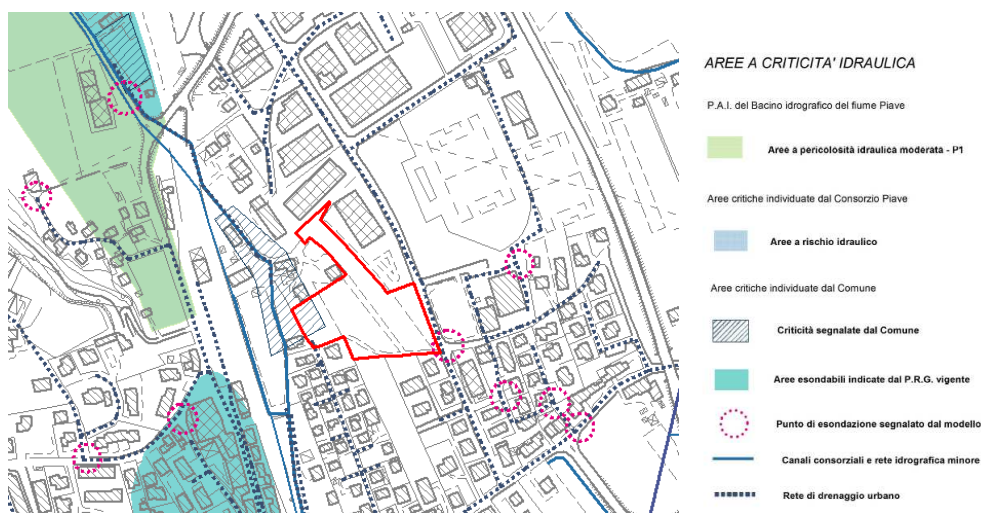 AREE A CRITICITA' IDRAULICA
P.A.I. del Bacino idrografico del fiume Piave
Aree a pericolosità idraulica moderata - P1
Aree critiche individuate dal Consorzio Piave
Aree a rischio idraulico
Aree critiche individuate dal Comune
Criticità segnalate dal Comune
Aree esondabili indicate dal P.R.G. vigente
Punto di esondazione segnalato dal modello
Canali consorziali e rete idrografica minore
Rete di drenaggio urbano